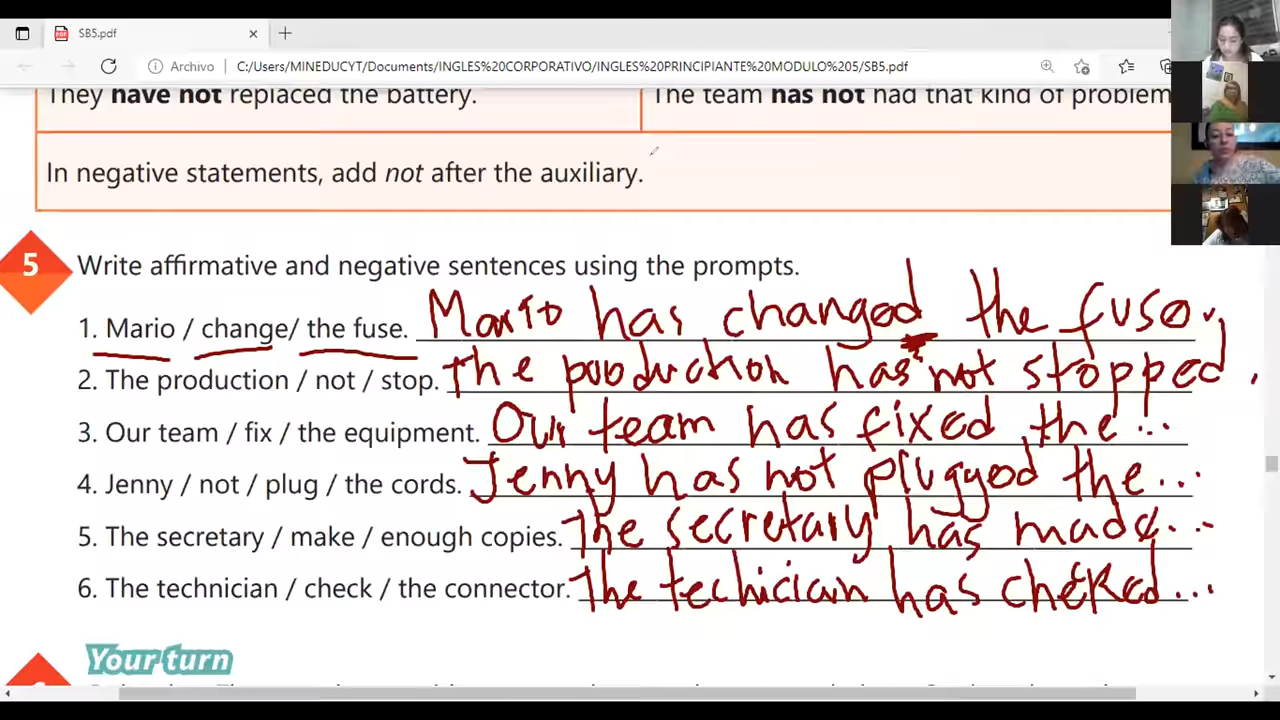 SB5.pdf
Archivo C:/Users/MINEDUCYT/Documents/INGLES%20CORPOTATIVO/INGLES%20PRINCIPIANTE%20MODULO%205/SB5.pdf
They have not replaced the battery. The team has not had that kind of problem
In negative statements, add not after the auxiliary.
5 Write affirmative and negative sentences using the prompts.
1. Mario / change/ the fuse. Mario has changed the fuse.
2. The production / not / stop. The production has not stopped.
3. Our team / fix / the equipment. Our team has fixed the...
4. Jenny / not / plug / the cords. Jenny has not pluggod the...
5. The secretary / make / enough copies. The secretary has made...
6. The technician / check / the connector. The techician has cheked...
Your turn